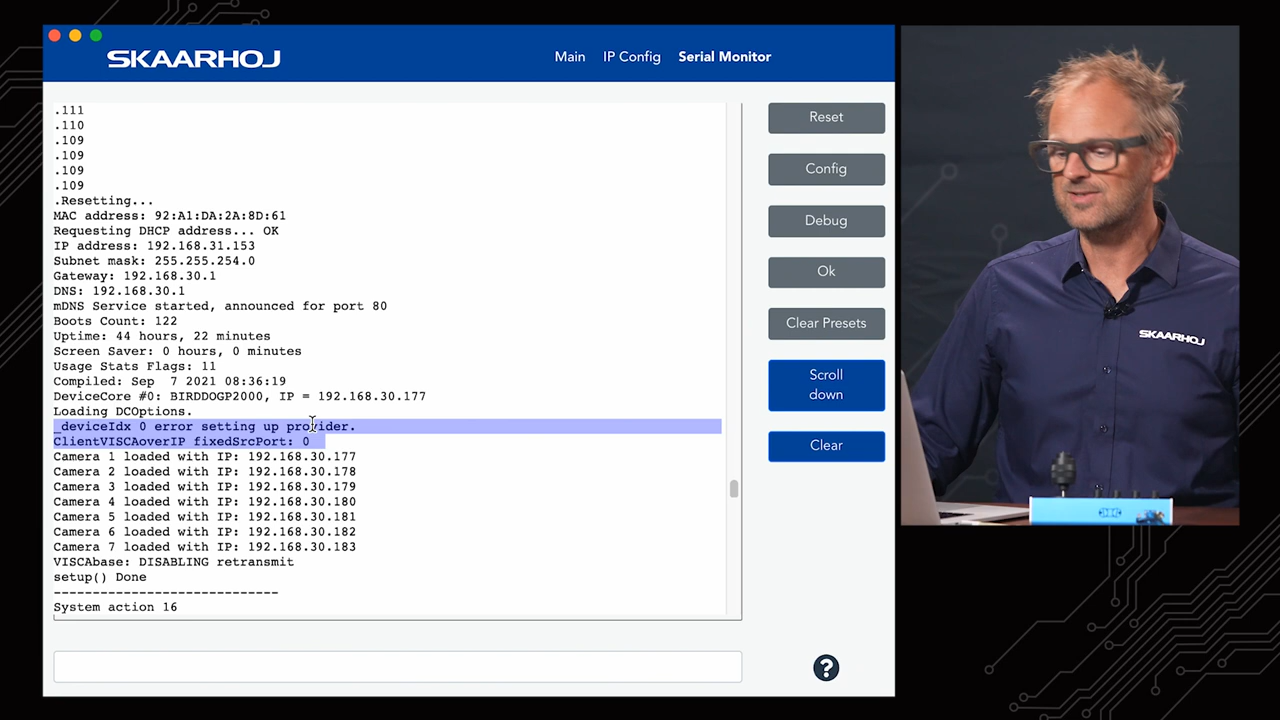 SKAARHOJ
Main
IP Config
Serial Monitor
.111
.110
.109
.109
.109
.109
.Resetting...
MAC address: 92:A1:DA:2A:8D:61
Requesting DHCP address... OK
IP address: 192.168.31.153
Subnet mask: 255.255.254.0
Gateway: 192.168.30.1
DNS: 192.168.30.1
mDNS Service started, announced for port 80
Boots Count: 122
Uptime: 44 hours, 22 minutes
Screen Saver: 0 hours, 0 minutes
Usage Stats Flags: 11
Compiled: Sep  7 2021 08:36:19
DeviceCore #0: BIRDDOGP2000, IP = 192.168.30.177
Loading DCOptions.
_deviceIdx 0 error setting up provider.
ClientVISCAoverIP fixedSrcPort: 0
Camera 1 loaded with IP: 192.168.30.177
Camera 2 loaded with IP: 192.168.30.178
Camera 3 loaded with IP: 192.168.30.179
Camera 4 loaded with IP: 192.168.30.180
Camera 5 loaded with IP: 192.168.30.181
Camera 6 loaded with IP: 192.168.30.182
Camera 7 loaded with IP: 192.168.30.183
VISCAbase: DISABLING retransmit
setup() Done
-----------------------------
System action 16
Reset
Config
Debug
Ok
Clear Presets
Scroll
down
Clear
?
SKAARHOJ